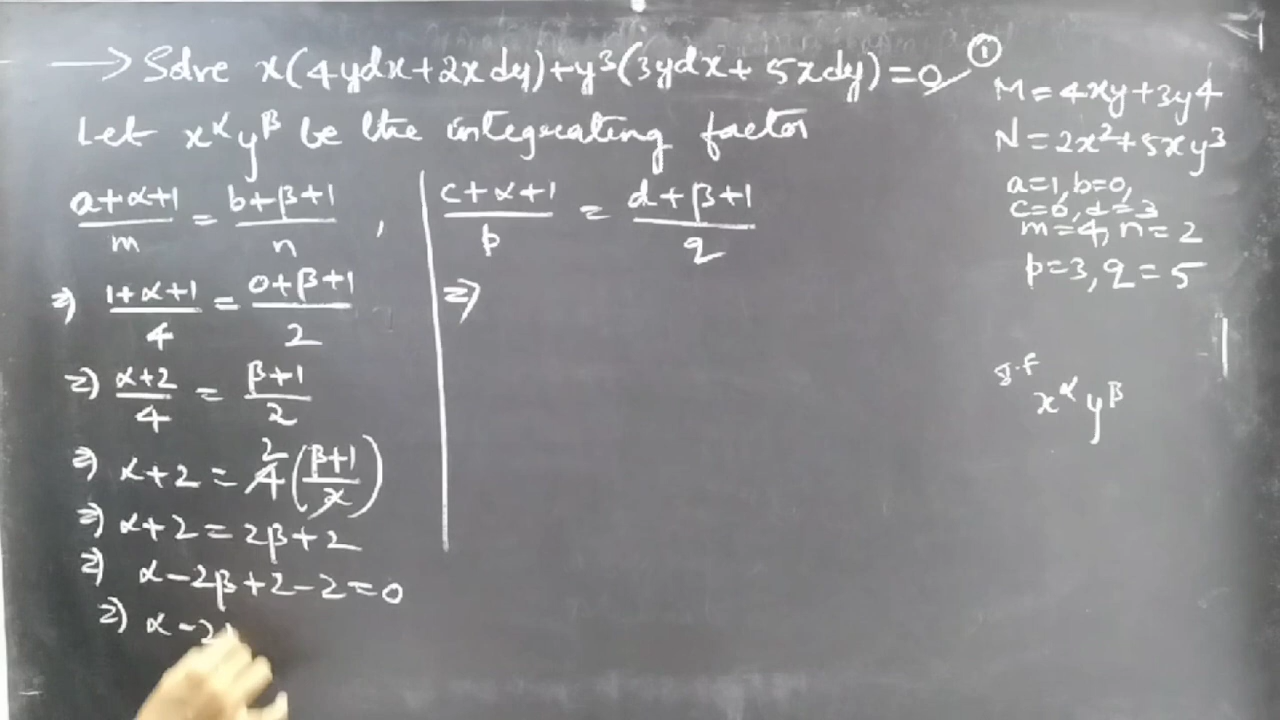 → Solve x(4ydx+2xdy)+y³(3ydx+5xdy)=0 ①
Let x^α y^β be the integrating factor
(a+α+1)/m = (b+β+1)/n ,
⇒ (1+α+1)/4 = (0+β+1)/2
⇒ (α+2)/4 = (β+1)/2
⇒ α+2 = 4((β+1)/2) 2
⇒ α+2 = 2β+2
⇒ α-2β+2-2=0
⇒ α-2
(c+α+1)/p = (d+β+1)/q
⇒
M=4xy+3y4
N=2x²+5xy³
a=1, b=0,
c=0, d=3
m=4, n=2
p=3, q=5
I.F
x^α y^β